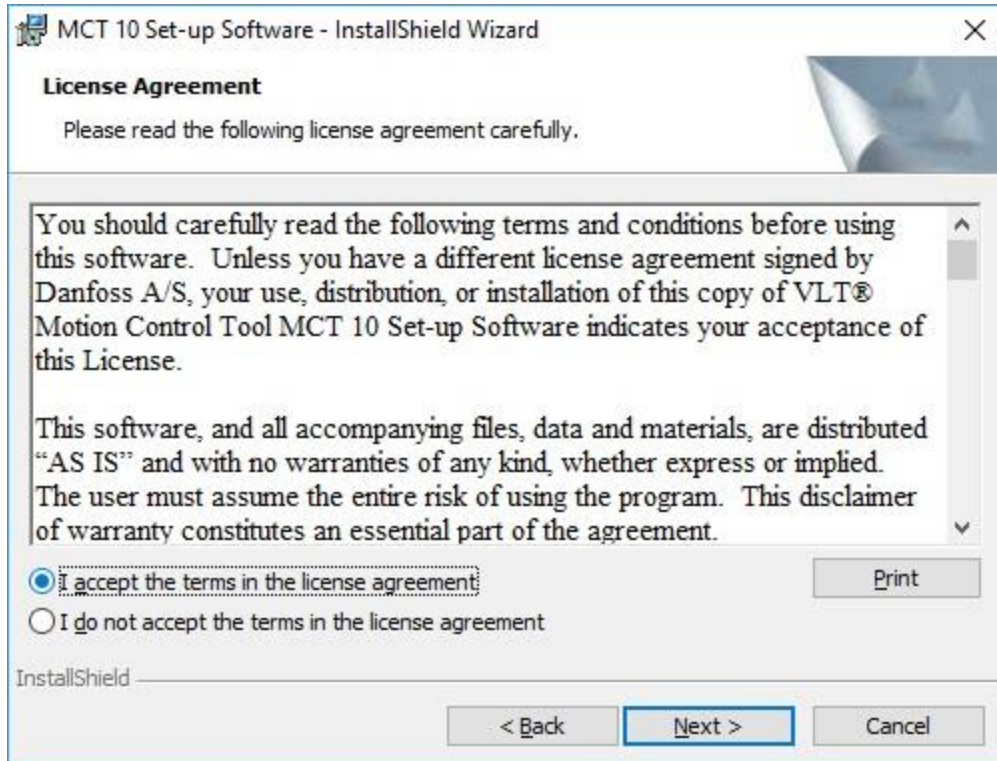 MCT 10 Set-up Software - InstallShield Wizard
License Agreement
Please read the following license agreement carefully.
You should carefully read the following terms and conditions before using
this software.  Unless you have a different license agreement signed by
Danfoss A/S, your use, distribution, or installation of this copy of VLT®
Motion Control Tool MCT 10 Set-up Software indicates your acceptance of
this License.
This software, and all accompanying files, data and materials, are distributed
“AS IS” and with no warranties of any kind, whether express or implied.
The user must assume the entire risk of using the program.  This disclaimer
of warranty constitutes an essential part of the agreement.
I accept the terms in the license agreement
Print
I do not accept the terms in the license agreement
InstallShield
< Back
Next >
Cancel